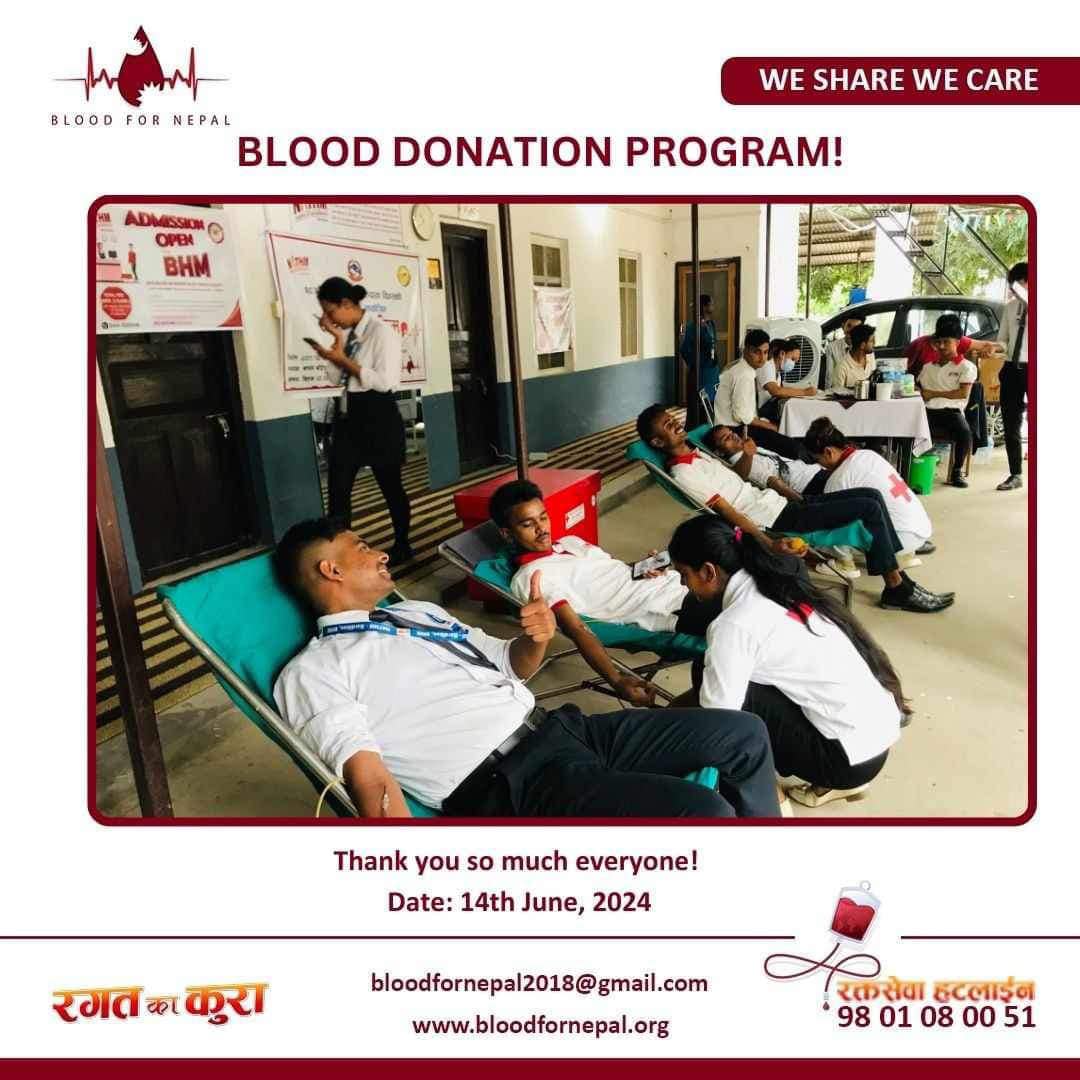 BLOOD FOR NEPAL
WE SHARE WE CARE
BLOOD DONATION PROGRAM!
ADMISSION
OPEN
BHM
Thank you so much everyone!
Date: 14th June, 2024
रगत का कुरा
bloodfornepal2018@gmail.com
www.bloodfornepal.org
रक्तसेवा हटलाईन
98 01 08 00 51